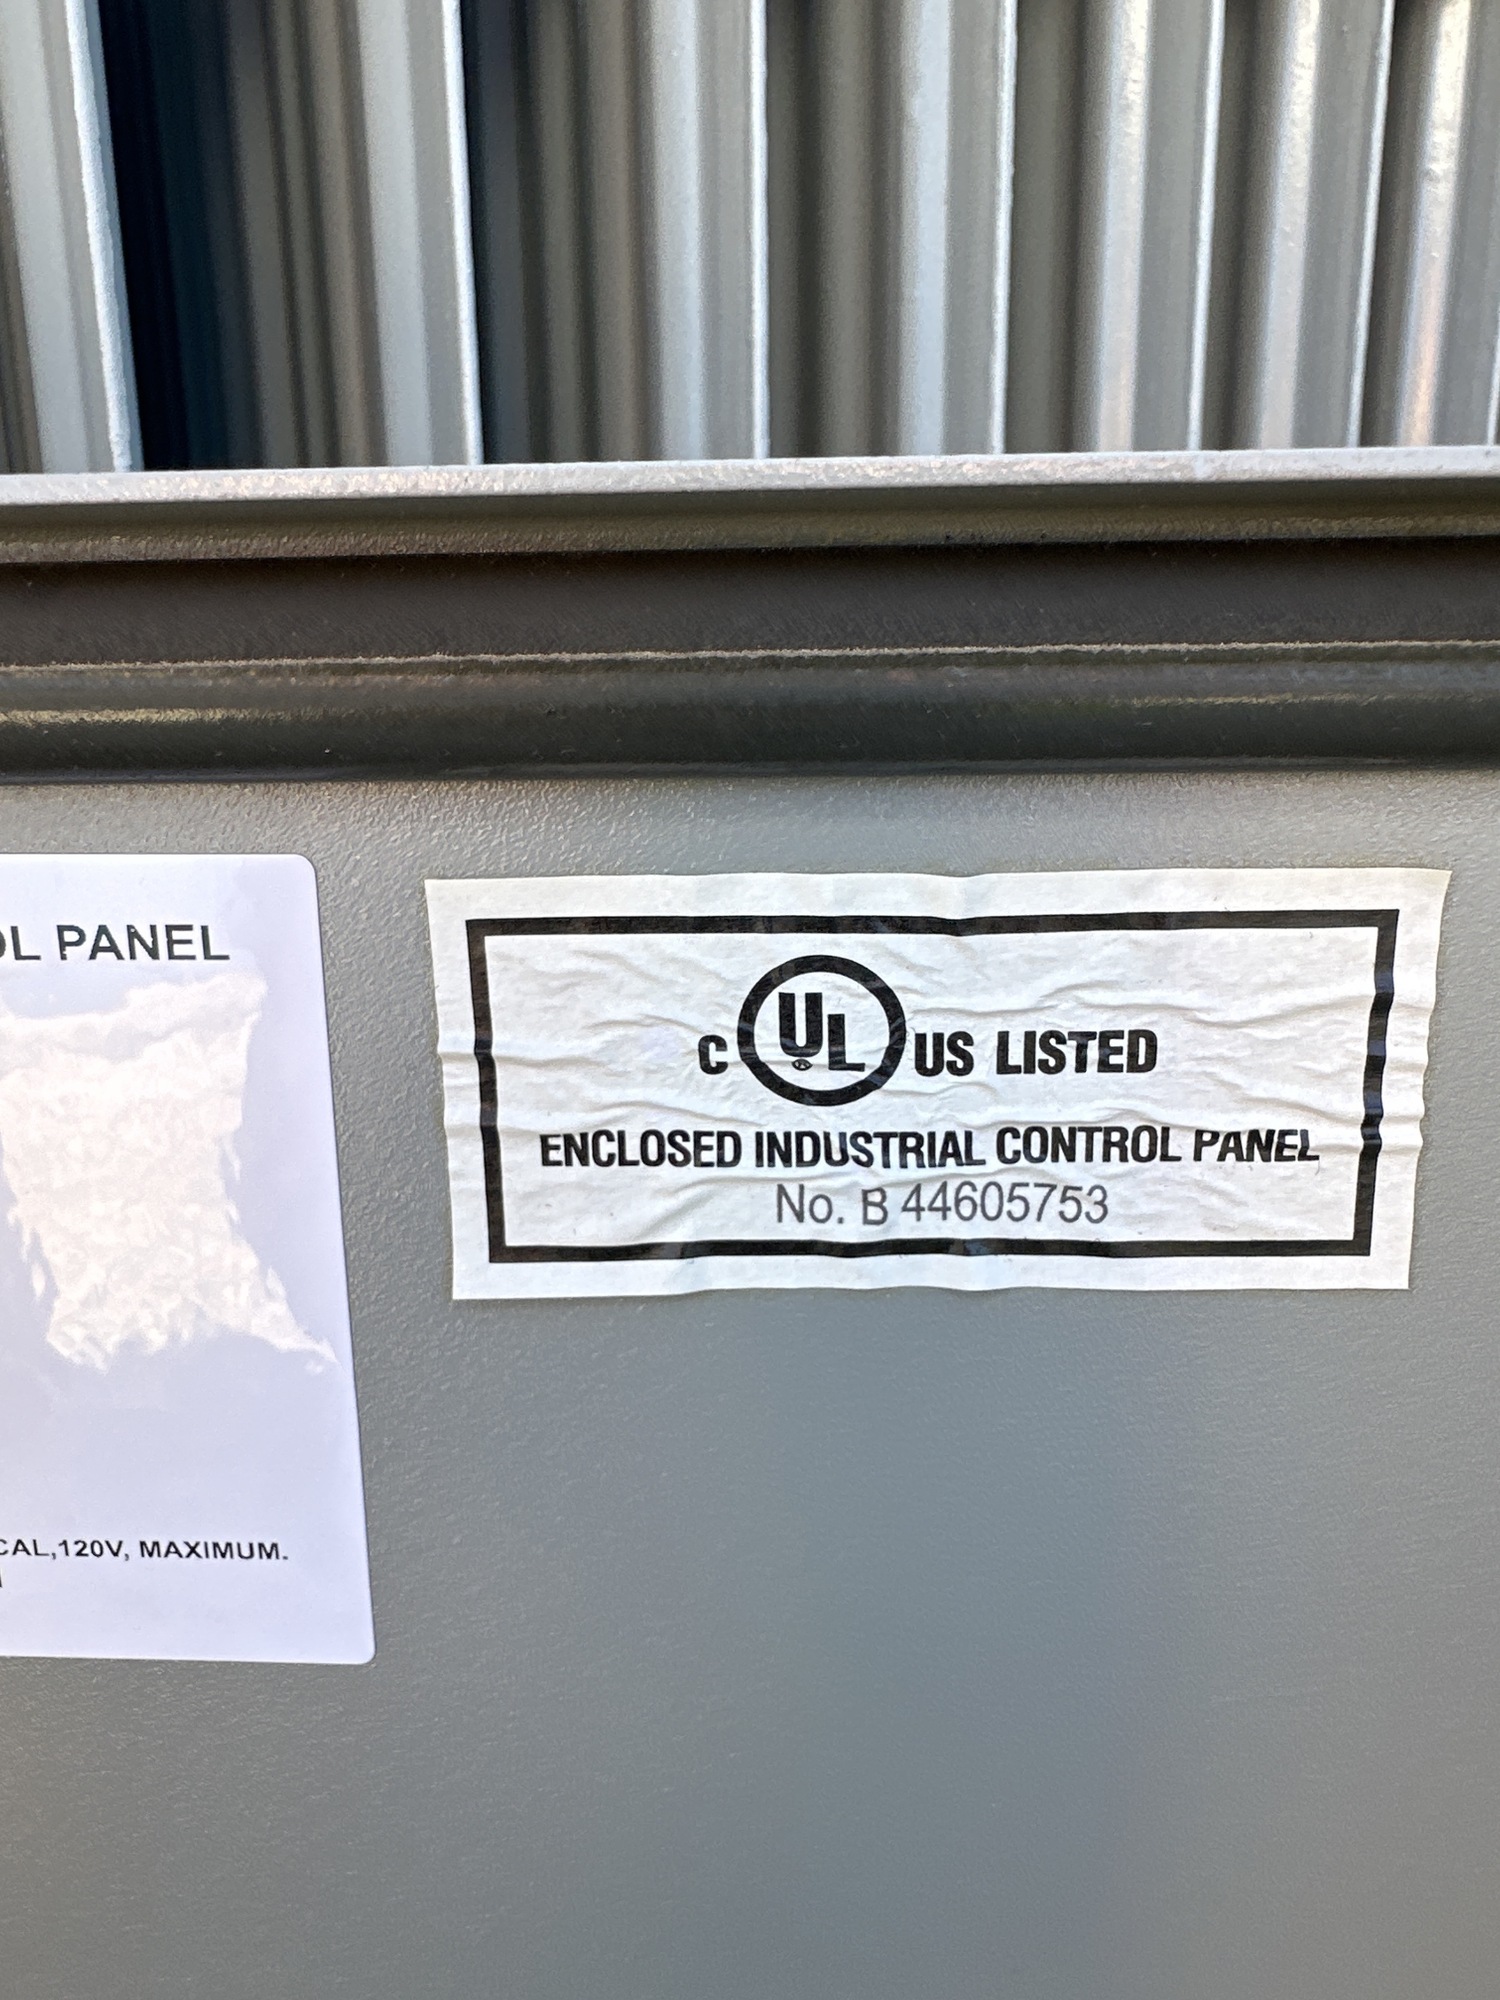 OL PANEL
CAL,120V, MAXIMUM.
C UL US LISTED
ENCLOSED INDUSTRIAL CONTROL PANEL
No. B 44605753